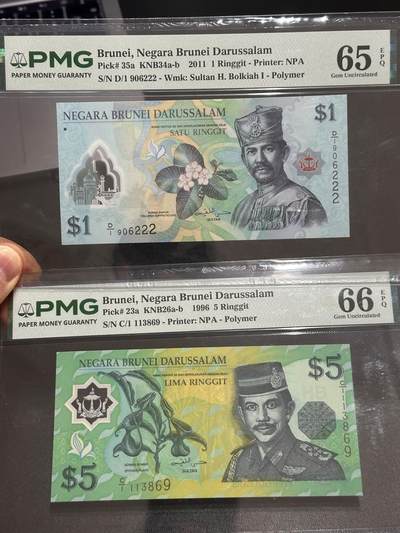 PMG
PAPER MONEY GUARANTY
Brunei, Negara Brunei Darussalam
Pick# 35a KNB34a-b 2011 1 Ringgit - Printer: NPA
S/N D/1 906222 - Wmk: Sultan H. Bolkiah I - Polymer
65 EPQ
Gem Uncirculated
NEGARA BRUNEI DARUSSALAM
$1
SATU RINGGIT
D/1 906222
$1
D/1 906222
SULTAN
PMG
PAPER MONEY GUARANTY
Brunei, Negara Brunei Darussalam
Pick# 23a KNB26a-b 1996 5 Ringgit
S/N C/1 113869 - Printer: NPA - Polymer
66 EPQ
Gem Uncirculated
NEGARA BRUNEI DARUSSALAM
$5
LIMA RINGGIT
C/1 113869
$5
C/1 113869
SULTAN